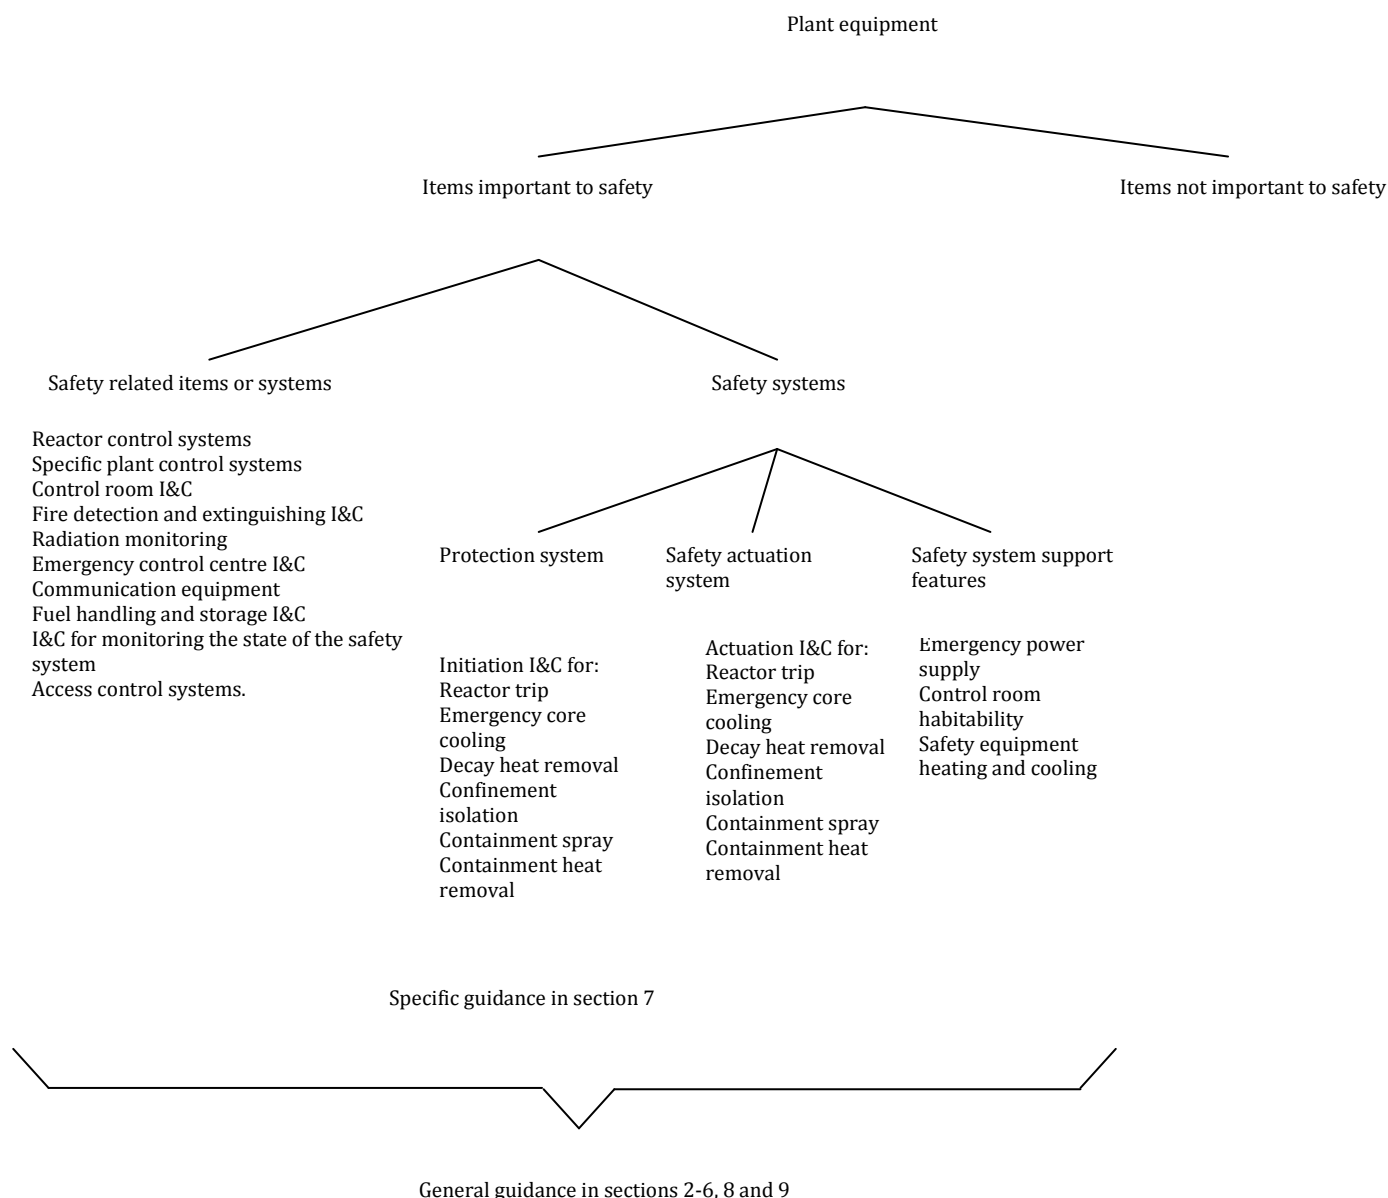 Plant equipment
Items important to safety
Items not important to safety
Safety related items or systems
Safety systems
Reactor control systems
Specific plant control systems
Control room I&C
Fire detection and extinguishing I&C
Radiation monitoring
Emergency control centre I&C
Communication equipment
Fuel handling and storage I&C
I&C for monitoring the state of the safety
system
Access control systems.
Protection system
Safety actuation
system
Safety system support
features
Initiation I&C for:
Reactor trip
Emergency core
cooling
Decay heat removal
Confinement
isolation
Containment spray
Containment heat
removal
Actuation I&C for:
Reactor trip
Emergency core
cooling
Decay heat removal
Confinement
isolation
Containment spray
Containment heat
removal
Emergency power
supply
Control room
habitability
Safety equipment
heating and cooling
Specific guidance in section 7
General guidance in sections 2-6, 8 and 9